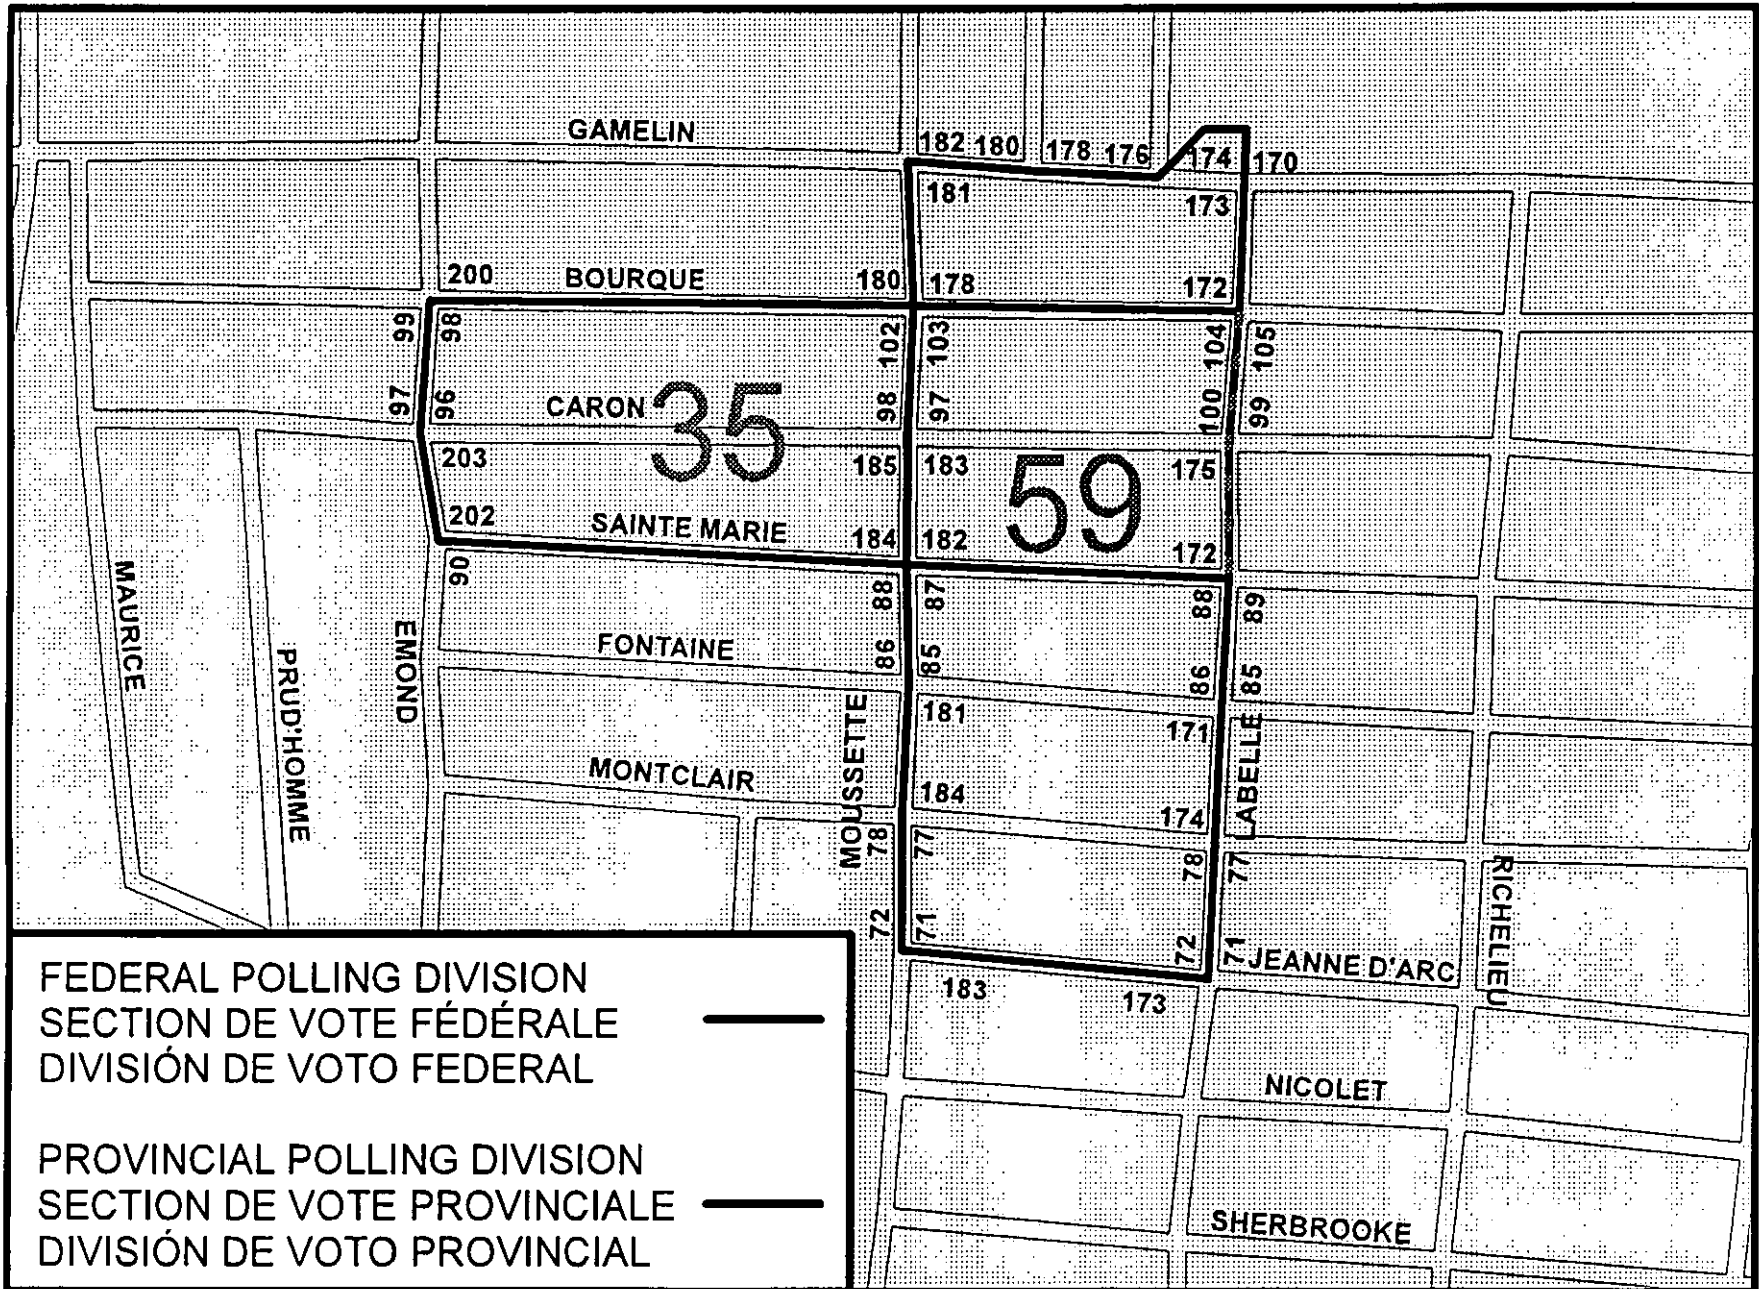 GAMELIN
182 180 178 176 174 170
181 173
200 BOURQUE 180 178 172
99 98 102 103 104 105
97 96 CARON 98 97 100 99
35
203 185 183 175
59
202 SAINTE MARIE 184 182 172
90 88 87 88 89
MAURICE
PRUD'HOMME
EMOND
FONTAINE
86 85 86 85
MOUSSETTE
181 171
LABELLE
MONTCLAIR
184 174
78 77 78 77
RICHELIEU
72 71 72 71
JEANNE D'ARC
183 173
NICOLET
SHERBROOKE
FEDERAL POLLING DIVISION
SECTION DE VOTE FÉDÉRALE
DIVISIÓN DE VOTO FEDERAL
PROVINCIAL POLLING DIVISION
SECTION DE VOTE PROVINCIALE
DIVISIÓN DE VOTO PROVINCIAL